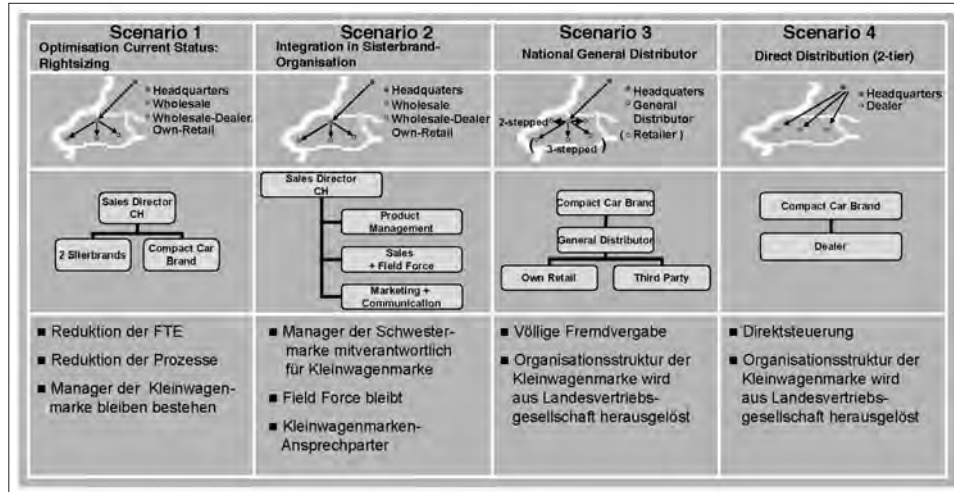 Scenario 1
Optimisation Current Status:
Rightsizing
Scenario 2
Integration in Sisterbrand-
Organisation
Scenario 3
National General Distributor
Scenario 4
Direct Distribution (2-tier)
Headquarters
Wholesale
Wholesale-Dealer,
Own-Retail
Headquaters
Wholesale
Wholesale-Dealer
Own-Retail
2-stepped
(3-stepped)
Headquaters
General
Distributor
(Retailer)
Headquarters
Dealer
Sales Director
CH
2 Siterbrands
Compact Car
Brand
Sales Director
CH
Product
Management
Sales
+ Field Force
Marketing +
Communication
Compact Car Brand
General Distributor
Own Retail
Third Party
Compact Car Brand
Dealer
■ Reduktion der FTE
■ Reduktion der Prozesse
■ Manager der Kleinwagen-
marke bleiben bestehen
■ Manager der Schwester-
marke mitverantwortlich
für Kleinwagenmarke
■ Field Force bleibt
■ Kleinwagenmarken-
Ansprechparter
■ Völlige Fremdvergabe
■ Organisationsstruktur der
Kleinwagenmarke wird
aus Landesvertriebs-
gesellschaft herausgelöst
■ Direktsteuerung
■ Organisationsstruktur der
Kleinwagenmarke wird
aus Landesvertriebs-
gesellschaft herausgelöst